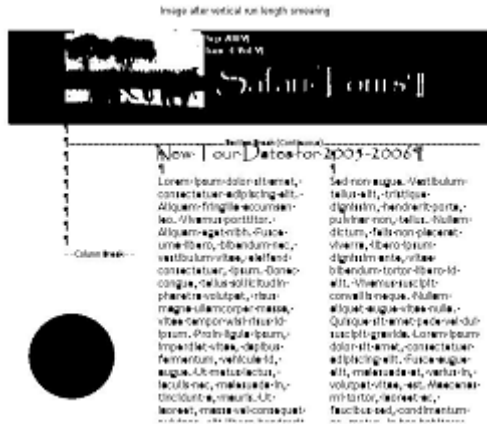 Image after vertical run length smearing
Safari Tours¶
Section Break (Continuous)
New Tour Dates for 2005-2006¶
Lorem·ipsum·dolor·sit·amet,·
consectetuer·adipiscing·elit.·
Aliquam·fringilla·accumsan·
leo.·Vivamus·porttitor.·
Aliquam·eget·nibh.·Fusce·
urna·libero,·bibendum·nec,·
vestibulum·vitae,·eleifend·
consectetuer,·ipsum.·Donec·
congue,·tellus·sollicitudin·
pharetra·volutpat,·risus·
magna·ullamcorper·massa,·
vitae·tempor·wisi·risus·id·
ipsum.·Proin·ligula·ipsum,·
imperdiet·vitae,·dapibus·
fermentum,·vehicula·id,·
augue.·Ut·metus·lectus,·
iaculis·nec,·malesuada·in,·
tincidunt·a,·mauris.·Ut·
laoreet,·massa·vel·consequat·
Sed·non·augue.·Vestibulum·
tellus·elit,·tristique·
dignissim,·hendrerit·porta,·
pulvinar·non,·tellus.·Nullam·
dictum,·felis·non·placerat·
viverra,·libero·ipsum·
dignissim·ante,·vitae·
bibendum·tortor·libero·id·
elit.·Vivamus·suscipit·
convallis·neque.·Nullam·
aliquet·augue·vitae·nulla.·
Quisque·sit·amet·pede·vel·dui·
suscipit·gravida.·Lorem·ipsum·
dolor·sit·amet,·consectetuer·
adipiscing·elit.·Fusce·augue·
elit,·malesuada·at,·varius·in,·
volutpat·vitae,·est.·Maecenas·
mi·tortor,·laoreet·ac,·
faucibus·sed,·condimentum·
Column Break